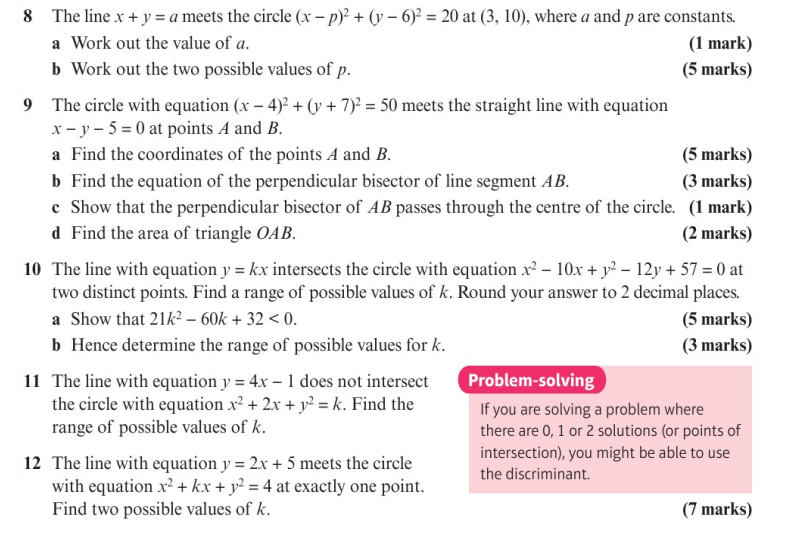 8 The line x + y = a meets the circle (x − p)² + (y − 6)² = 20 at (3, 10), where a and p are constants.
a Work out the value of a. (1 mark)
b Work out the two possible values of p. (5 marks)
9 The circle with equation (x − 4)² + (y + 7)² = 50 meets the straight line with equation
x − y − 5 = 0 at points A and B.
a Find the coordinates of the points A and B. (5 marks)
b Find the equation of the perpendicular bisector of line segment AB. (3 marks)
c Show that the perpendicular bisector of AB passes through the centre of the circle. (1 mark)
d Find the area of triangle OAB. (2 marks)
10 The line with equation y = kx intersects the circle with equation x² − 10x + y² − 12y + 57 = 0 at
two distinct points. Find a range of possible values of k. Round your answer to 2 decimal places.
a Show that 21k² − 60k + 32 < 0. (5 marks)
b Hence determine the range of possible values for k. (3 marks)
11 The line with equation y = 4x − 1 does not intersect
the circle with equation x² + 2x + y² = k. Find the
range of possible values of k.
Problem-solving
If you are solving a problem where
there are 0, 1 or 2 solutions (or points of
intersection), you might be able to use
the discriminant.
12 The line with equation y = 2x + 5 meets the circle
with equation x² + kx + y² = 4 at exactly one point.
Find two possible values of k. (7 marks)